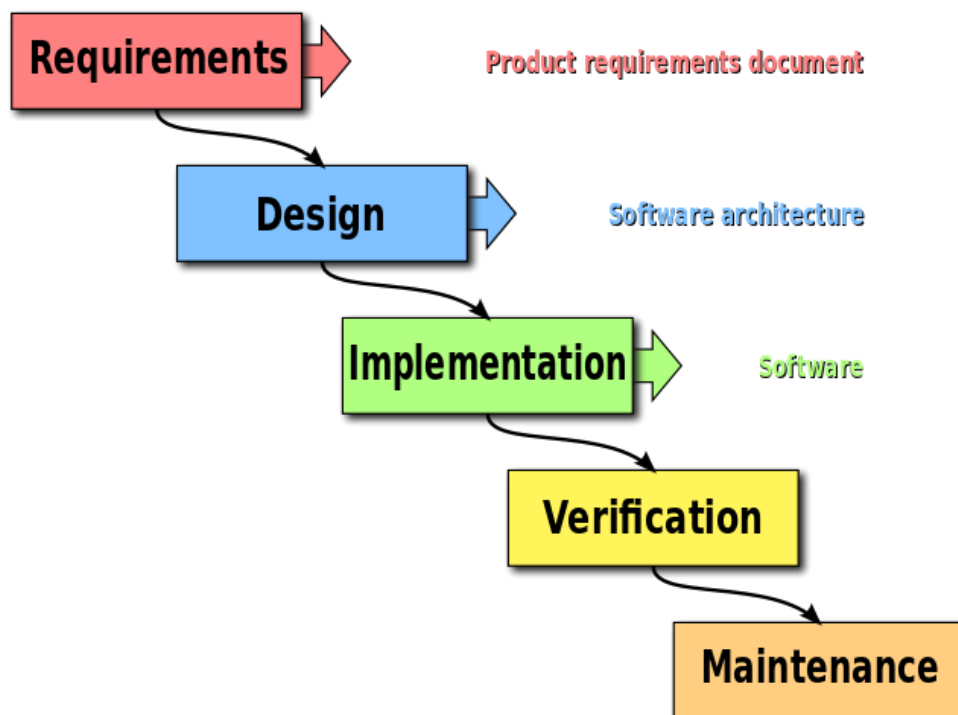 Requirements
Product requirements document
Design
Software architecture
Implementation
Software
Verification
Maintenance